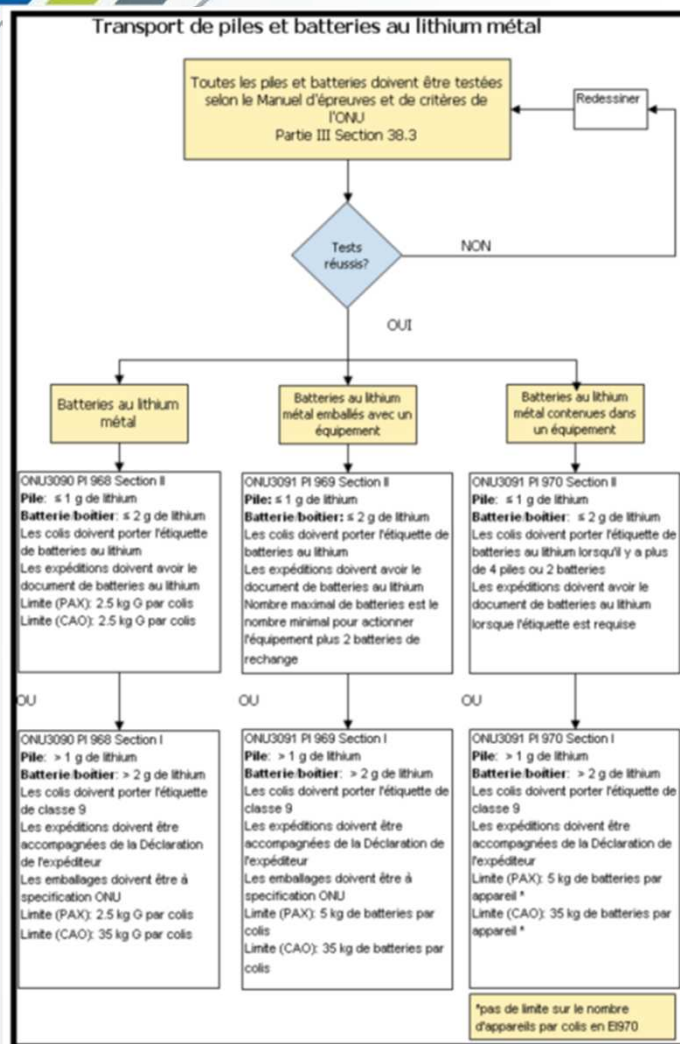 Transport de piles et batteries au lithium métal
Toutes les piles et batteries doivent être testées
selon le Manuel d'épreuves et de critères de
l'ONU
Partie III Section 38.3
Redessiner
Tests
réussis?
NON
OUI
Batteries au lithium
métal
Batteries au lithium
métal emballés avec un
équipement
Batteries au lithium
métal contenues dans
un équipement
ONU3090 PI 968 Section II
Pile: ≤ 1 g de lithium
Batterie/boitier: ≤ 2 g de lithium
Les colis doivent porter l'étiquette
de batteries au lithium
Les expéditions doivent avoir le
document de batteries au lithium
Limite (PAX): 2.5 kg G par colis
Limite (CAO): 2.5 kg G par colis
ONU3091 PI 969 Section II
Pile: ≤ 1 g de lithium
Batterie/boitier: ≤ 2 g de lithium
Les colis doivent porter l'étiquette de
batteries au lithium
Les expéditions doivent avoir le
document de batteries au lithium
Nombre maximal de batteries est le
nombre minimal pour actionner
l'équipement plus 2 batteries de
rechange
ONU3091 PI 970 Section II
Pile: ≤ 1 g de lithium
Batterie/boitier: ≤ 2 g de lithium
Les colis doivent porter l'étiquette de
batteries au lithium lorsqu'il y a plus
de 4 piles ou 2 batteries
Les expéditions doivent avoir le
document de batteries au lithium
lorsque l'étiquette est requise
OU
OU
OU
ONU3090 PI 968 Section I
Pile: > 1 g de lithium
Batterie/boitier: > 2 g de lithium
Les colis doivent porter l'étiquette
de classe 9
Les expéditions doivent être
accompagnées de la Déclaration
de l'expéditeur
Les emballages doivent être à
specification ONU
Limite (PAX): 2.5 kg G par colis
Limite (CAO): 35 kg G par colis
ONU3091 PI 969 Section I
Pile: > 1 g de lithium
Batterie/boitier: > 2 g de lithium
Les colis doivent porter l'étiquette de
classe 9
Les expéditions doivent être
accompagnées de la Déclaration de
l'expéditeur
Les emballages doivent être à
specification ONU
Limite (PAX): 5 kg de batteries par
colis
Limite (CAO): 35 kg de batteries par
colis
ONU3091 PI 970 Section I
Pile: > 1 g de lithium
Batterie/boitier: > 2 g de lithium
Les colis doivent porter l'étiquette de
classe 9
Les expéditions doivent être
accompagnées de la Déclaration de
l'expéditeur
Limite (PAX): 5 kg de batteries par
appareil *
Limite (CAO): 35 kg de batteries par
appareil *
*pas de limite sur le nombre
d'appareils par colis en EI970